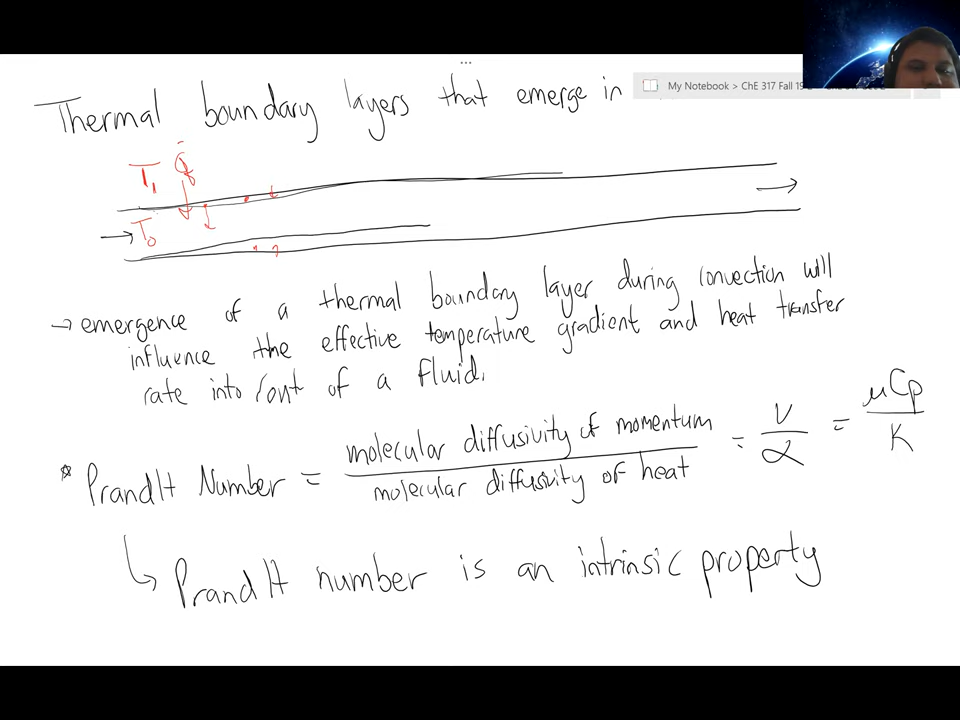 Thermal boundary layers that emerge in
My Notebook > ChE 317 Fall 19
T₁ q̇
T₀
→ emergence of a thermal boundary layer during convection will
influence the effective temperature gradient and heat transfer
rate into/out of a fluid.
* Prandlt Number = molecular diffusivity of momentum / molecular diffusivity of heat = ν / α = μCp / K
↳ Prandlt number is an intrinsic property